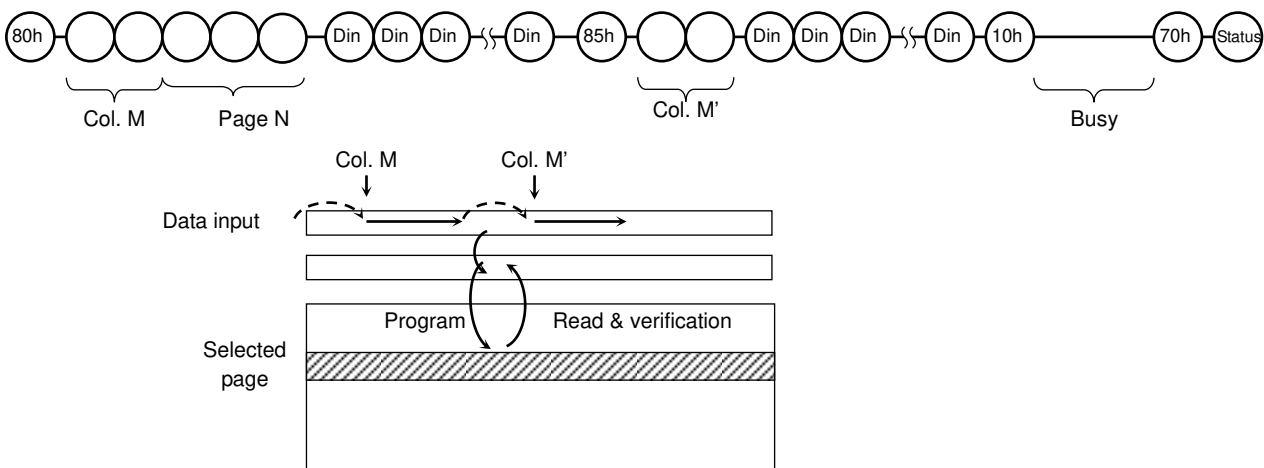 80h Din Din Din Din 85h Din Din Din Din 10h 70h Status
Col. M Page N Col. M’ Busy
Col. M Col. M’
Data input
Program Read & verification
Selected
page